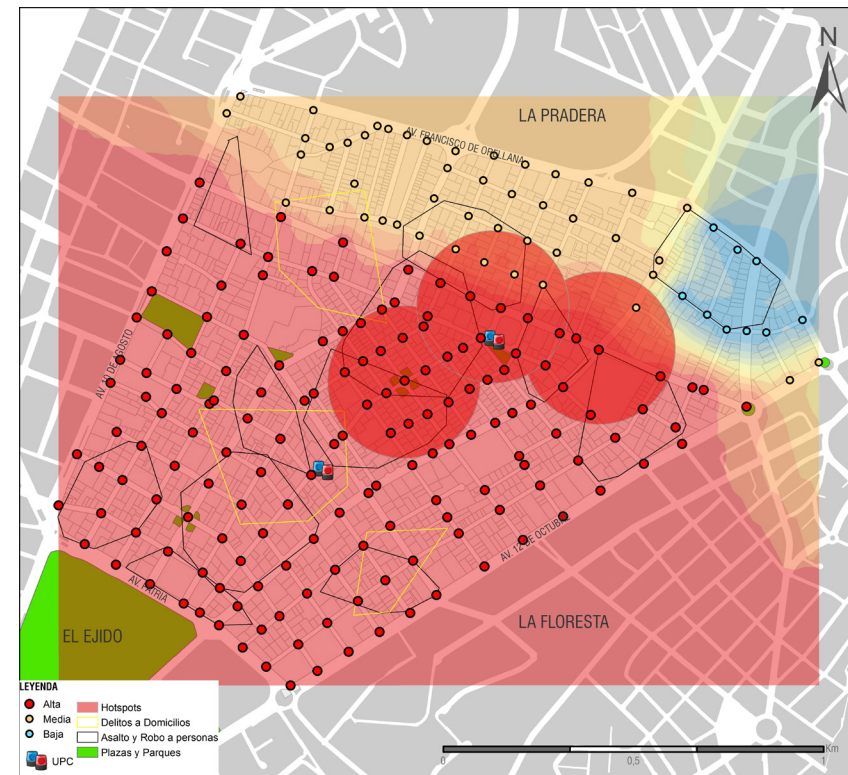 N
LA PRADERA
AV. FRANCISCO DE ORELLANA
AV. 10 DE AGOSTO
AV. 12 DE OCTUBRE
AV. PATRIA
EL EJIDO
LA FLORESTA
LEYENDA
Alta
Media
Baja
UPC
Hotspots
Delitos a Domicilios
Asalto y Robo a personas
Plazas y Parques
Km
0
0,5
1